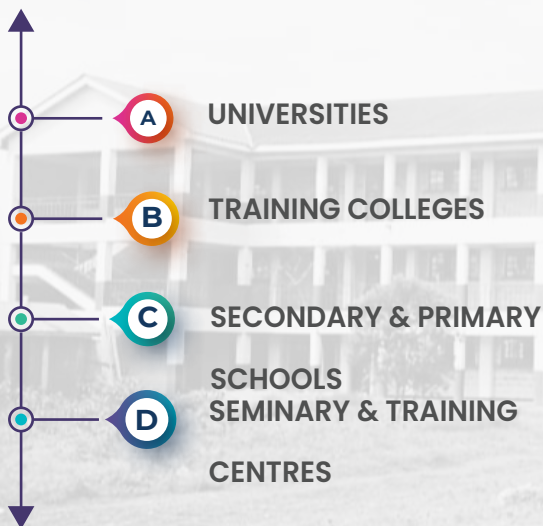 A UNIVERSITIES
B TRAINING COLLEGES
C SECONDARY & PRIMARY
SCHOOLS
D SEMINARY & TRAINING
CENTRES